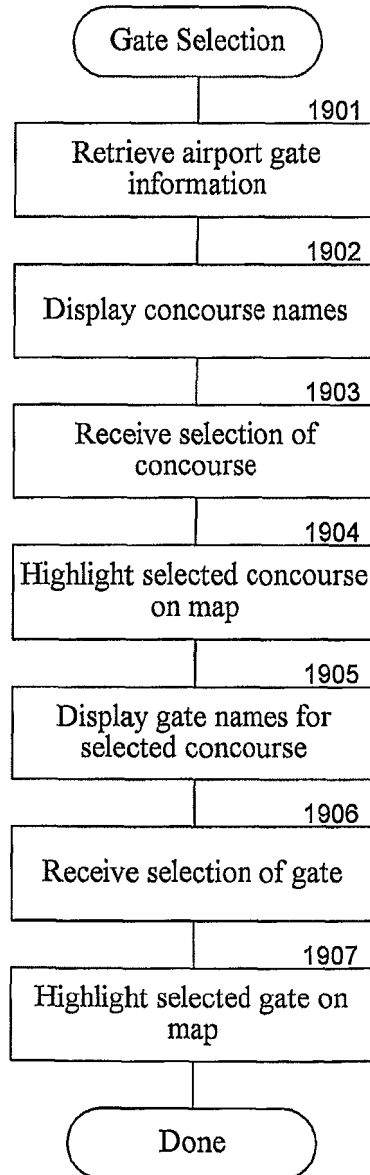 Gate Selection
1901
Retrieve airport gate
information
1902
Display concourse names
1903
Receive selection of
concourse
1904
Highlight selected concourse
on map
1905
Display gate names for
selected concourse
1906
Receive selection of gate
1907
Highlight selected gate on
map
Done